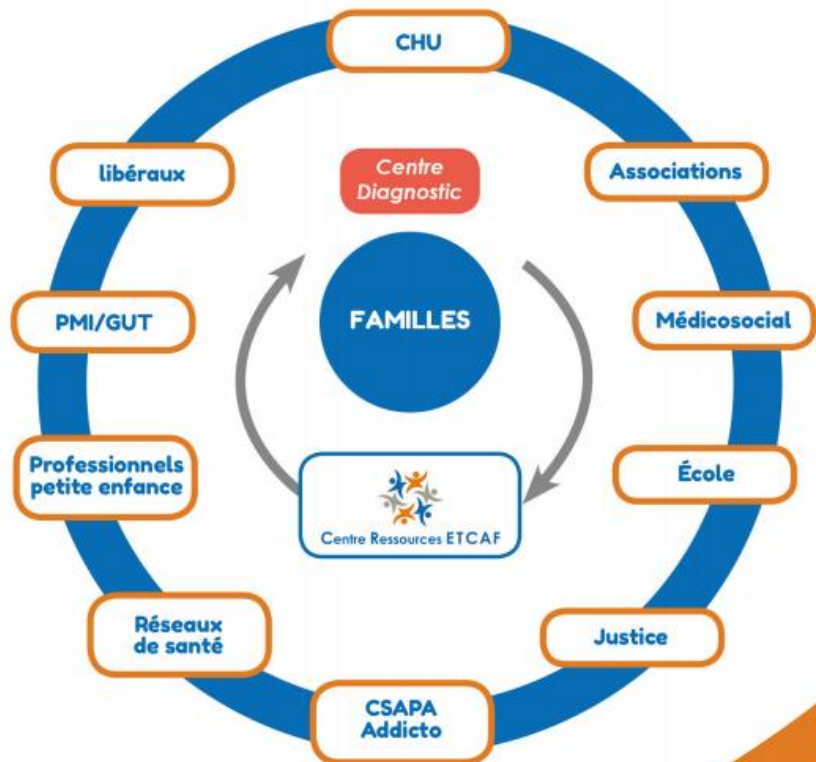 CHU
libéraux
Centre
Diagnostic
Associations
PMI/GUT
FAMILLES
Médicosocial
Professionnels
petite enfance
Centre Ressources ETCAF
École
Réseaux
de santé
Justice
CSAPA
Addicto